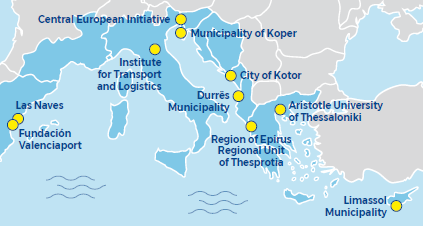 Central European Initiative
Municipality of Koper
Institute
for Transport
and Logistics
City of Kotor
Durrës
Municipality
Las Naves
Fundación
Valenciaport
Aristotle University
of Thessaloniki
Region of Epirus
Regional Unit
of Thesprotia
Limassol
Municipality